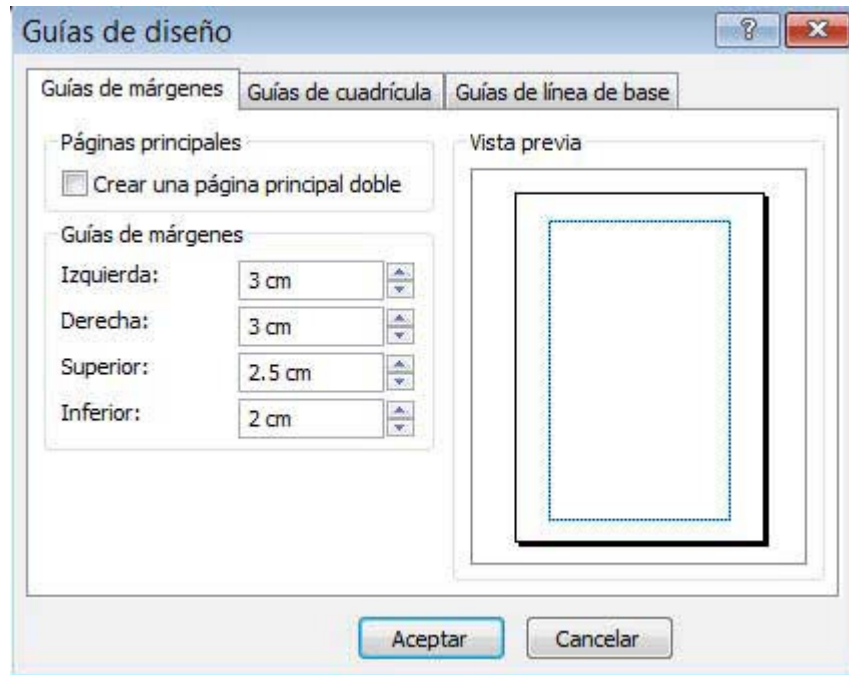 Guías de diseño
Guías de márgenes Guías de cuadrícula Guías de línea de base
Páginas principales
Crear una página principal doble
Guías de márgenes
Izquierda: 3 cm
Derecha: 3 cm
Superior: 2.5 cm
Inferior: 2 cm
Vista previa
Aceptar Cancelar